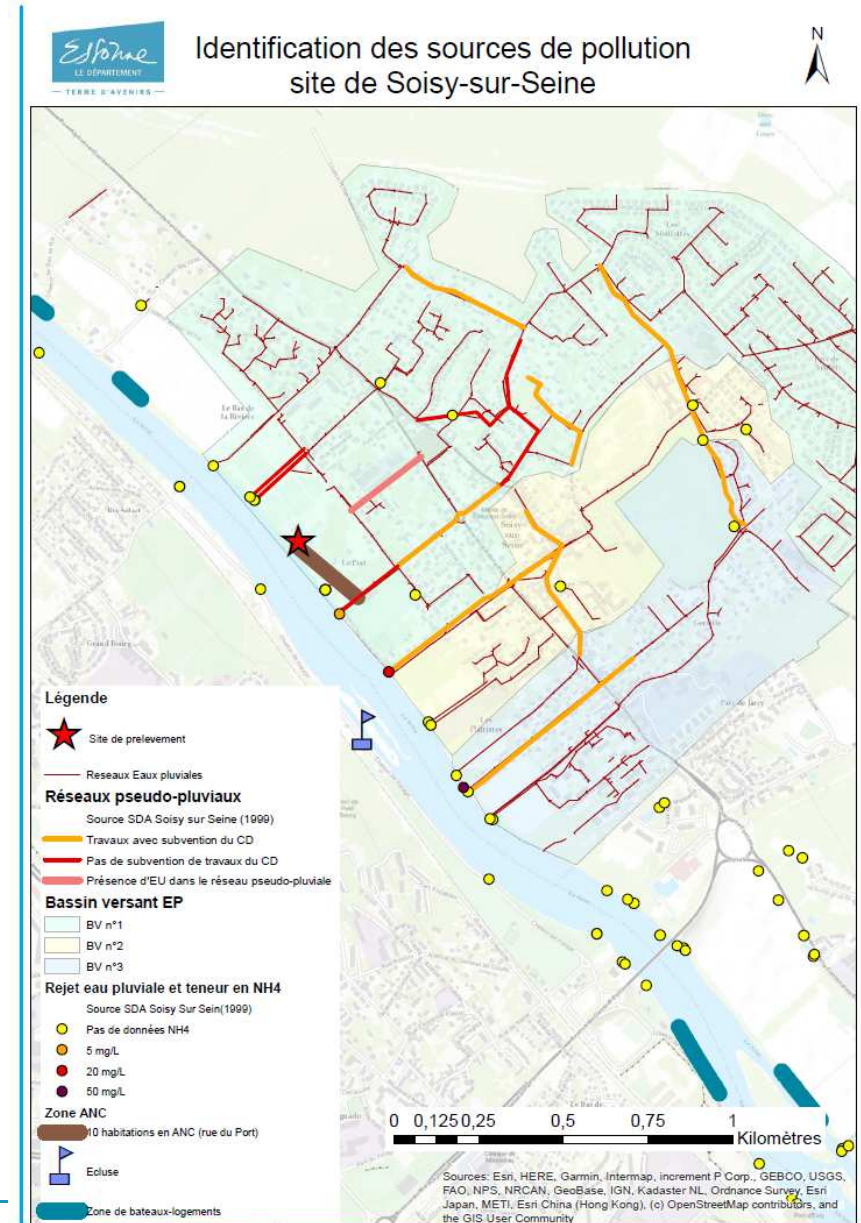 Essonne
LE DÉPARTEMENT
— TERRE D'AVENIRS —
Identification des sources de pollution
site de Soisy-sur-Seine
N
Le Bas de
la Rivière
Le Port
Soisy-
sur-
Seine
Grand Bourg
Les
Légende
Site de prelevement
Reseaux Eaux pluviales
Réseaux pseudo-pluviaux
Source SDA Soisy sur Seine (1999)
Travaux avec subvention du CD
Pas de subvention de travaux du CD
Présence d'EU dans le réseau pseudo-pluviale
Bassin versant EP
BV n°1
BV n°2
BV n°3
Rejet eau pluviale et teneur en NH4
Source SDA Soisy Sur Sein(1999)
Pas de données NH4
5 mg/L
20 mg/L
50 mg/L
Zone ANC
10 habitations en ANC (rue du Port)
Ecluse
Zone de bateaux-logements
0 0,125 0,25 0,5 0,75 1
Kilomètres
Sources: Esri, HERE, Garmin, Intermap, increment P Corp., GEBCO, USGS,
FAO, NPS, NRCAN, GeoBase, IGN, Kadaster NL, Ordnance Survey, Esri
Japan, METI, Esri China (Hong Kong), (c) OpenStreetMap contributors, and
the GIS User Community